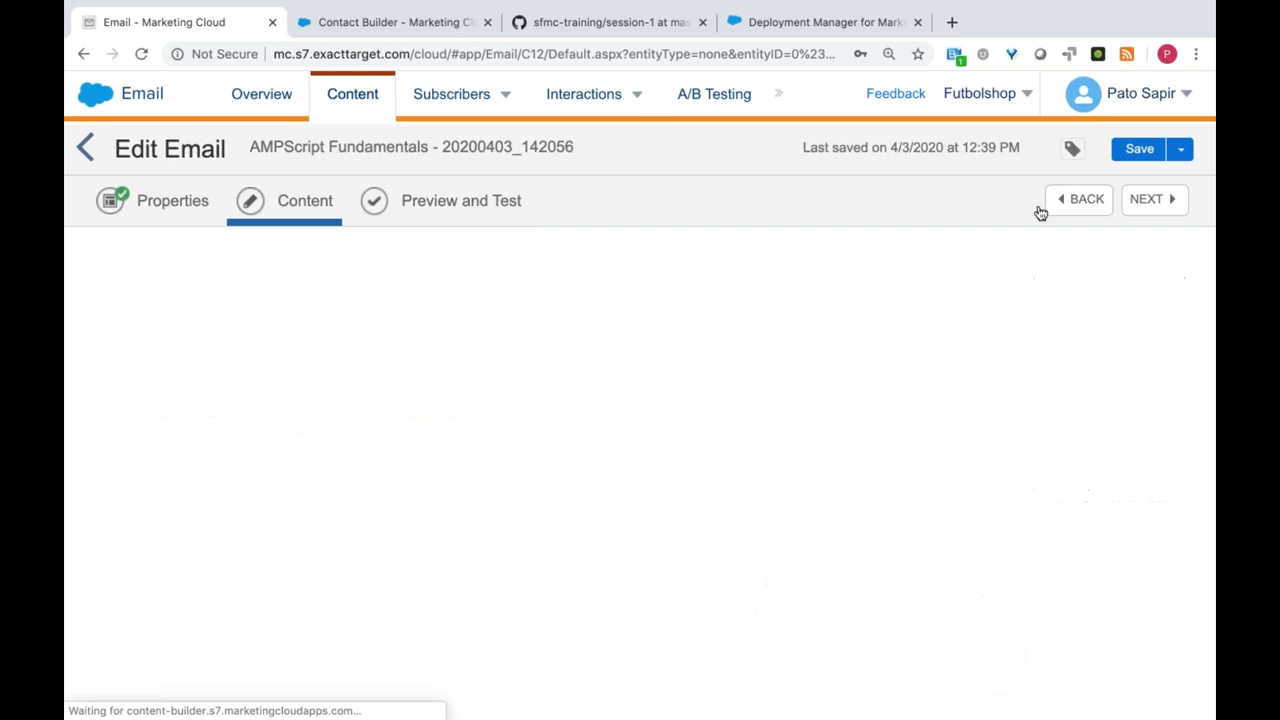 Email - Marketing Cloud
Contact Builder - Marketing Cl
sfmc-training/session-1 at mas
Deployment Manager for Mark
Not Secure
mc.s7.exacttarget.com/cloud/#app/Email/C12/Default.aspx?entityType=none&entityID=0%23...
1
P
Email
Overview
Content
Subscribers
Interactions
A/B Testing
Feedback
Futbolshop
Pato Sapir
Edit Email
AMPScript Fundamentals - 20200403_142056
Last saved on 4/3/2020 at 12:39 PM
Save
Properties
Content
Preview and Test
BACK
NEXT
Waiting for content-builder.s7.marketingcloudapps.com...